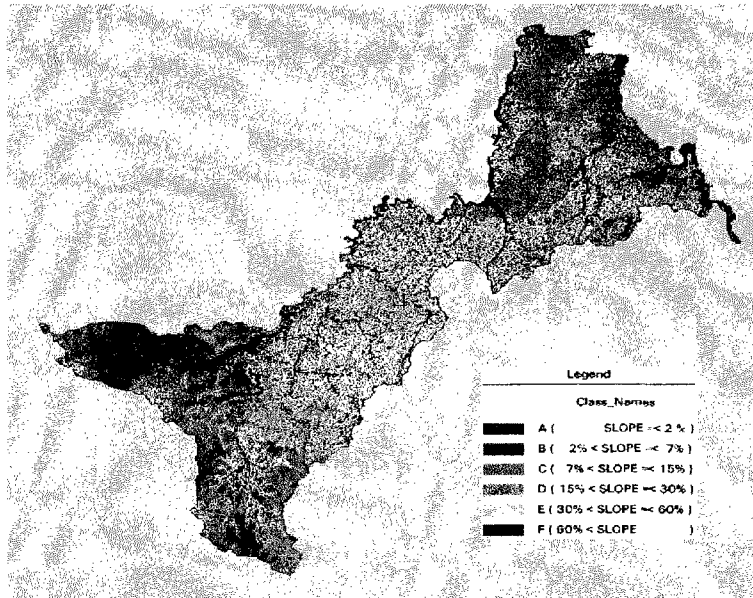 Legend
Class_Names
A ( SLOPE =< 2 % )
B ( 2% < SLOPE =< 7% )
C ( 7% < SLOPE =< 15% )
D ( 15% < SLOPE =< 30% )
E ( 30% < SLOPE =< 60% )
F ( 60% < SLOPE )